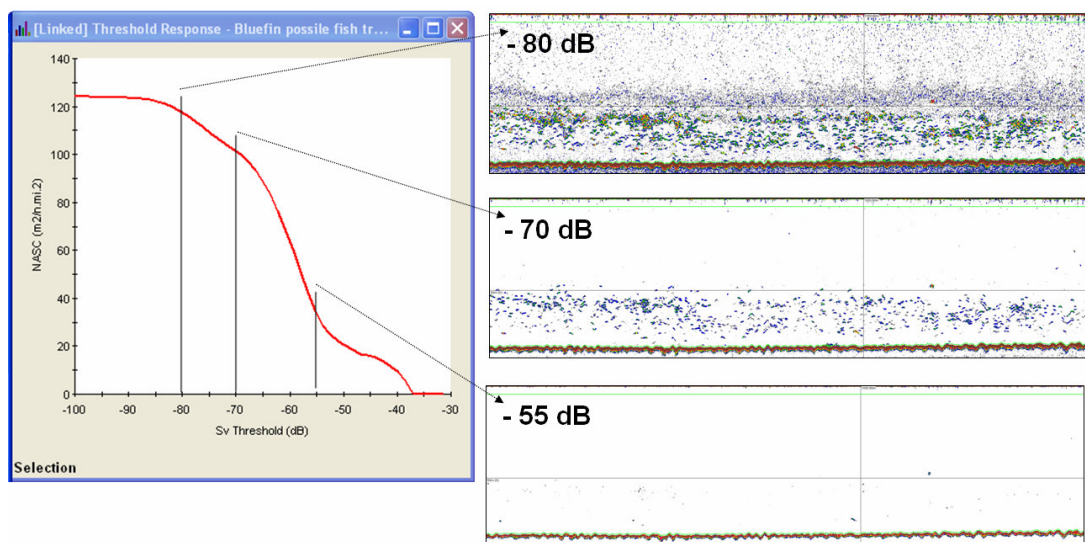 [Linked] Threshold Response - Bluefin possile fish tr...
140
120
100
80
60
40
20
0
NASC (m2/n.mi.2)
-100
-90
-80
-70
-60
-50
-40
-30
Sv Threshold (dB)
Selection
- 80 dB
- 70 dB
- 55 dB